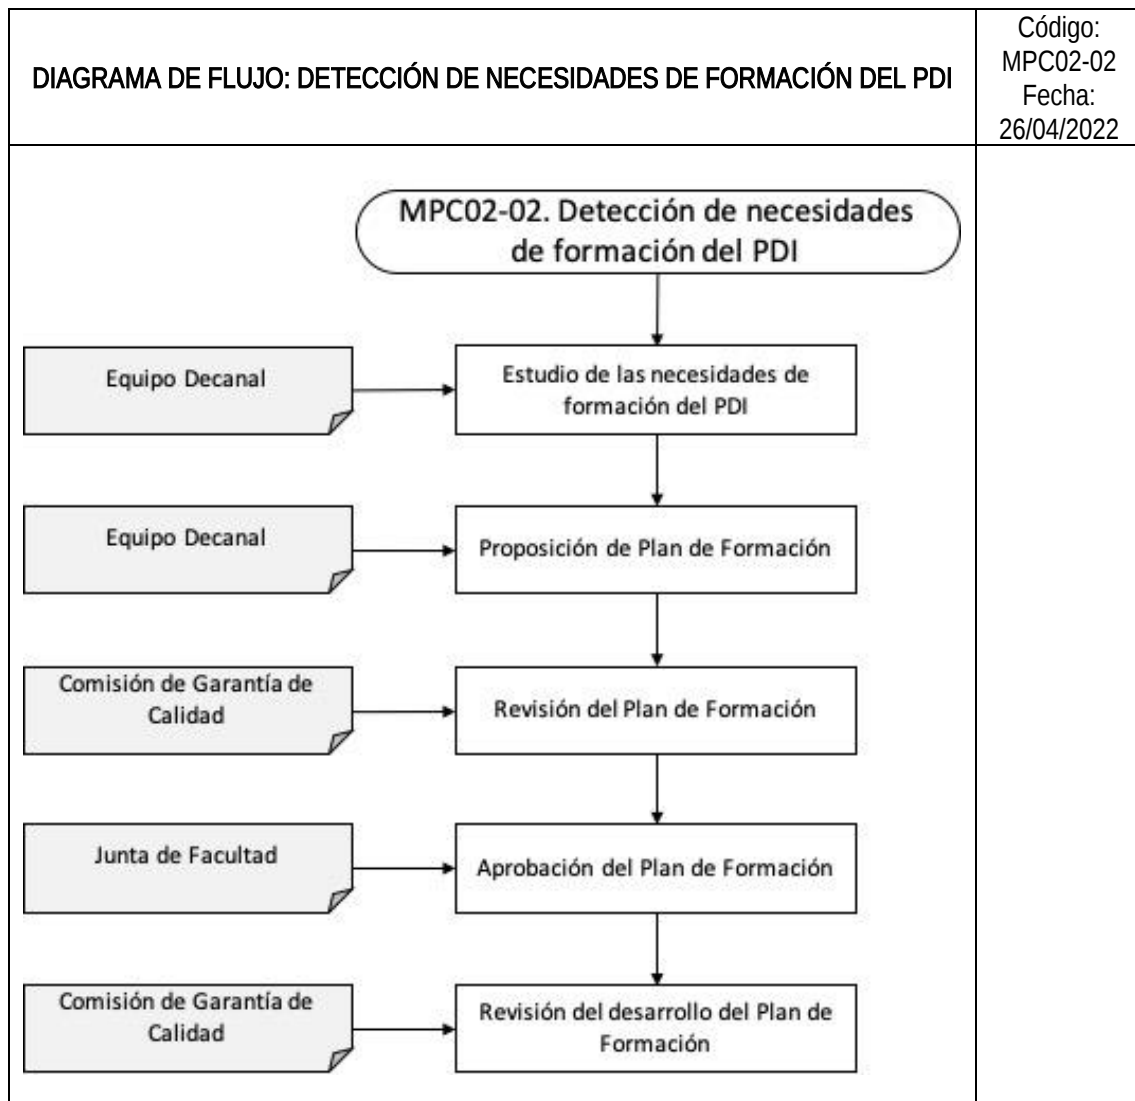 DIAGRAMA DE FLUJO: DETECCIÓN DE NECESIDADES DE FORMACIÓN DEL PDI
Código:
MPC02-02
Fecha:
26/04/2022
MPC02-02. Detección de necesidades
de formación del PDI
Equipo Decanal
Estudio de las necesidades de
formación del PDI
Equipo Decanal
Proposición de Plan de Formación
Comisión de Garantía de
Calidad
Revisión del Plan de Formación
Junta de Facultad
Aprobación del Plan de Formación
Comisión de Garantía de
Calidad
Revisión del desarrollo del Plan de
Formación